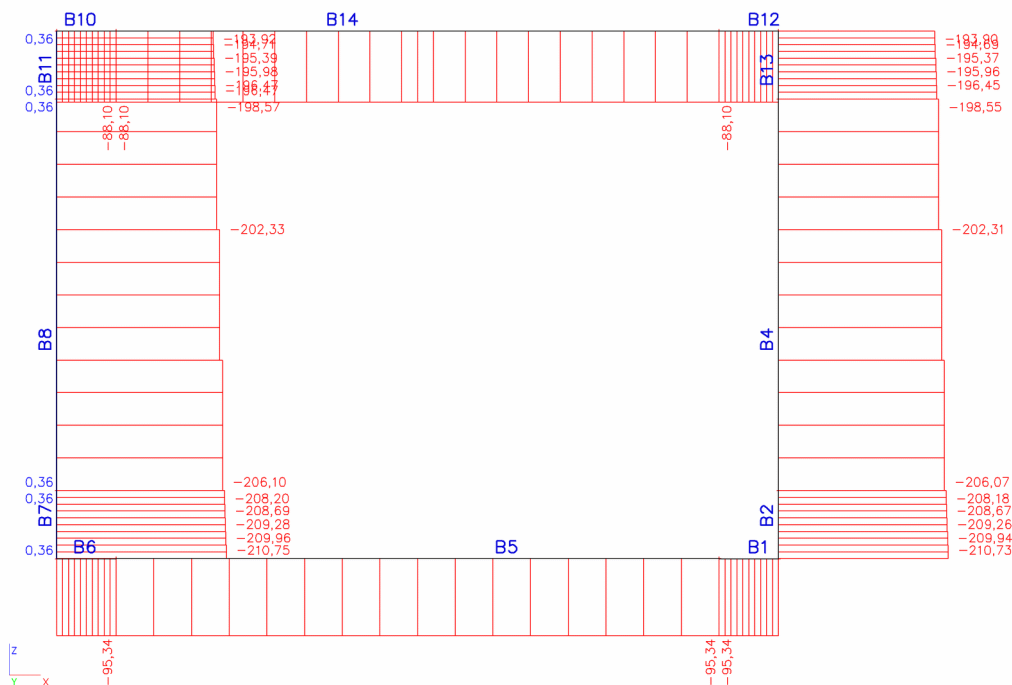 B10 B14 B12
0,36 -193,92 -193,90
-194,71 -194,69
-195,39 -195,37
B11 B13
-195,98 -195,96
-196,47 -196,45
0,36 -196,47
0,36 -198,57 -198,55
-88,10 -88,10 -88,10
-202,33 -202,31
B8 B4
0,36 -206,10 -206,07
0,36 -208,20 -208,18
B7 -208,69 B2 -208,67
-209,28 -209,26
-209,96 -209,94
0,36 B6 -210,75 B5 B1 -210,73
-95,34 -95,34 -95,34
Z
Y X